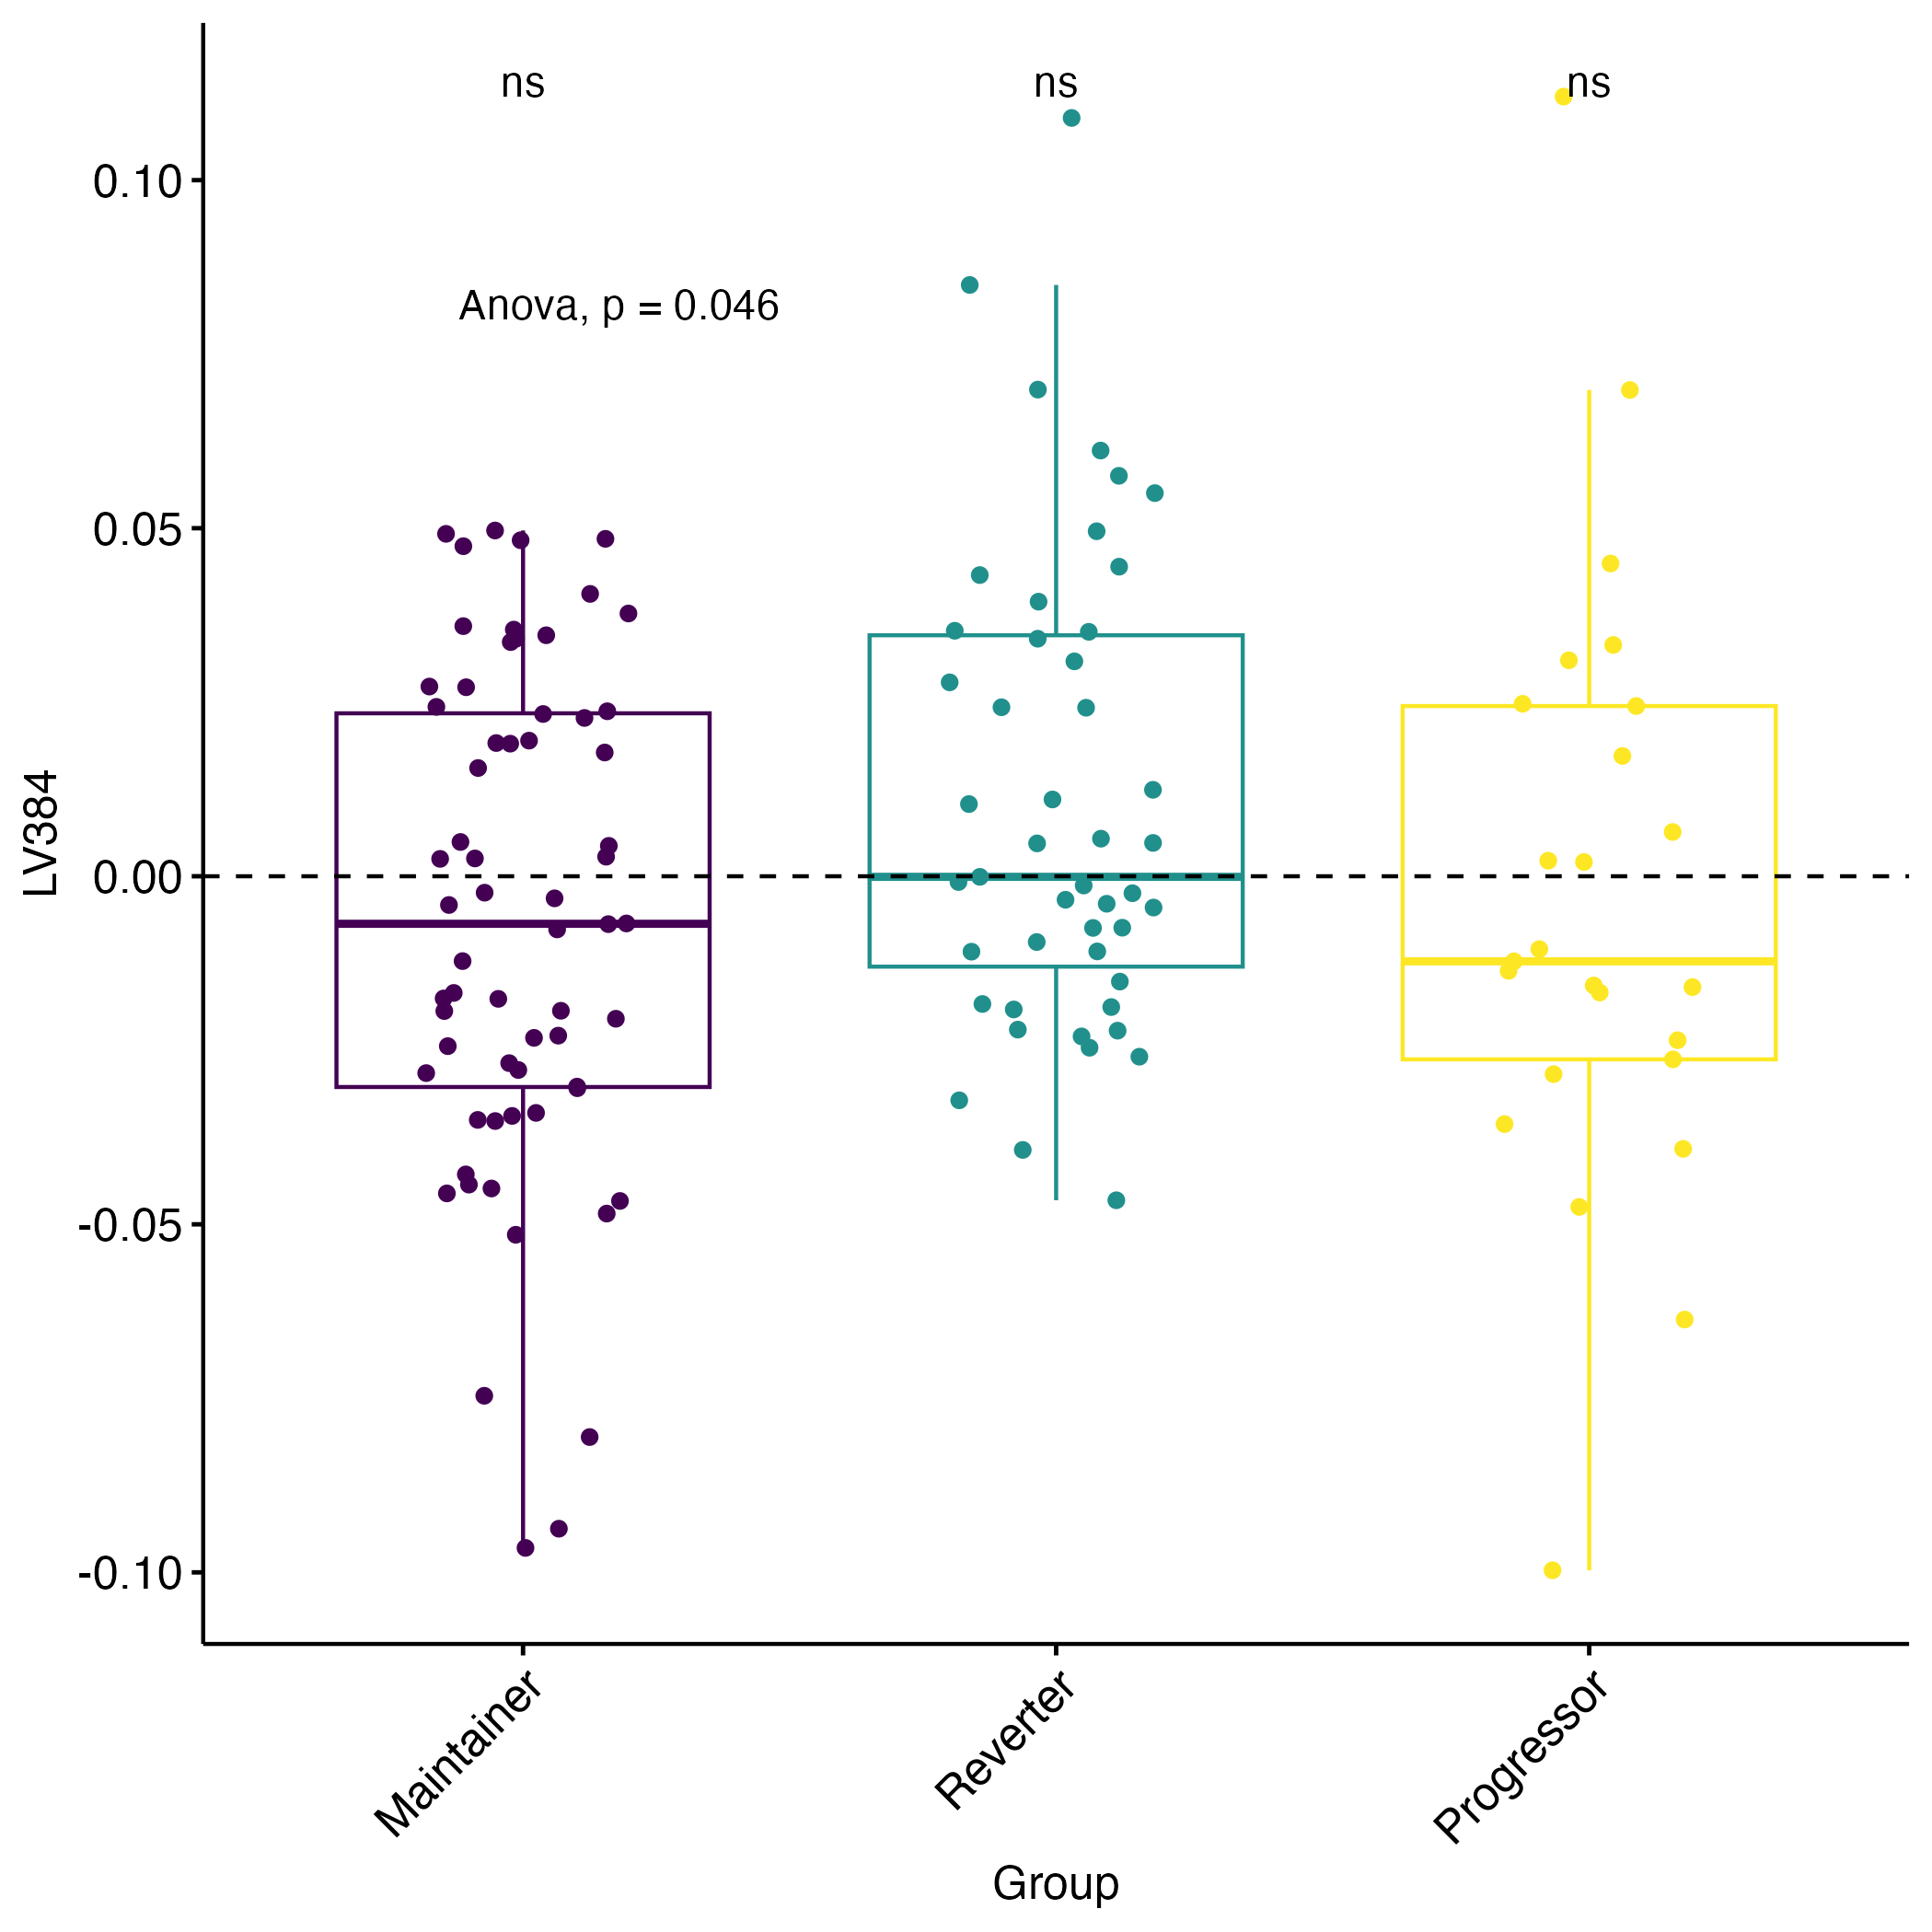 ns ns ns
Anova, p = 0.046
0.10
0.05
0.00
-0.05
-0.10
LV384
Maintainer Reverter Progressor
Group